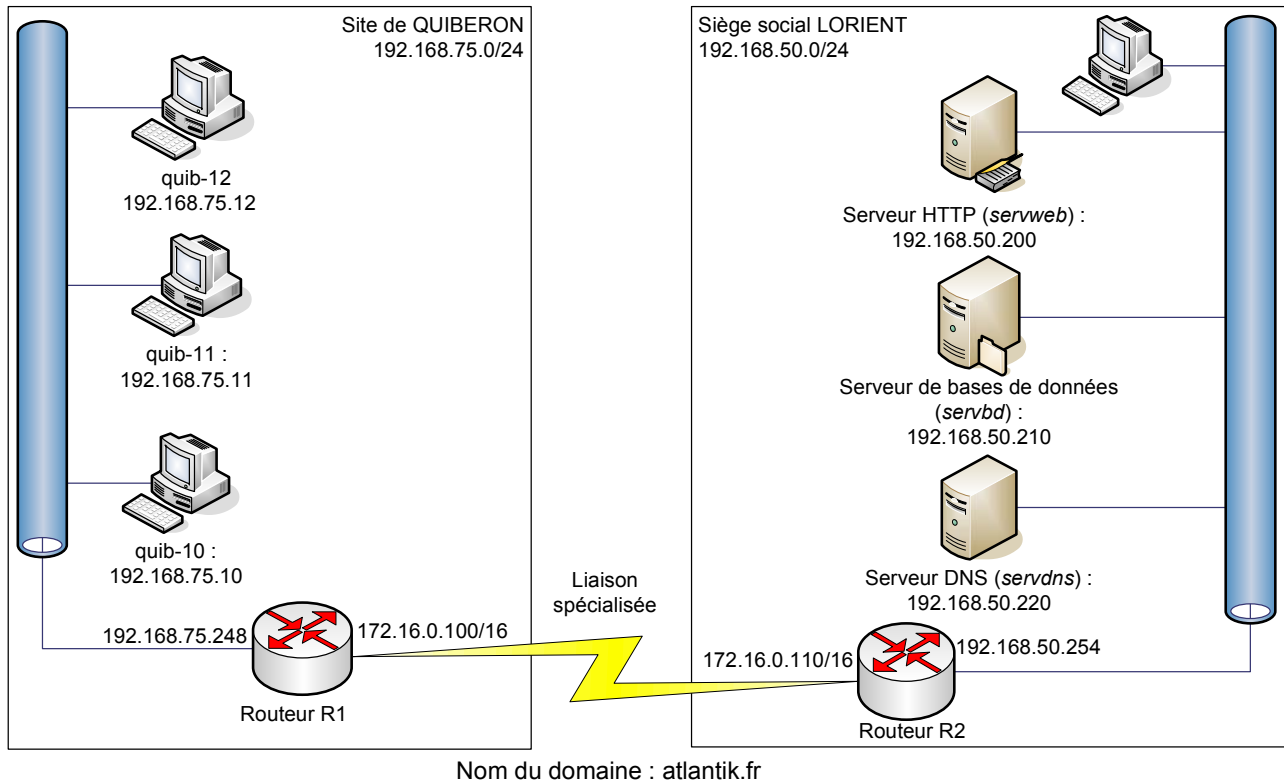 Site de QUIBERON
192.168.75.0/24
quib-12
192.168.75.12
quib-11 :
192.168.75.11
quib-10 :
192.168.75.10
192.168.75.248
172.16.0.100/16
Routeur R1
Liaison
spécialisée
Siège social LORIENT
192.168.50.0/24
Serveur HTTP (servweb) :
192.168.50.200
Serveur de bases de données
(servbd) :
192.168.50.210
Serveur DNS (servdns) :
192.168.50.220
172.16.0.110/16
192.168.50.254
Routeur R2
Nom du domaine : atlantik.fr